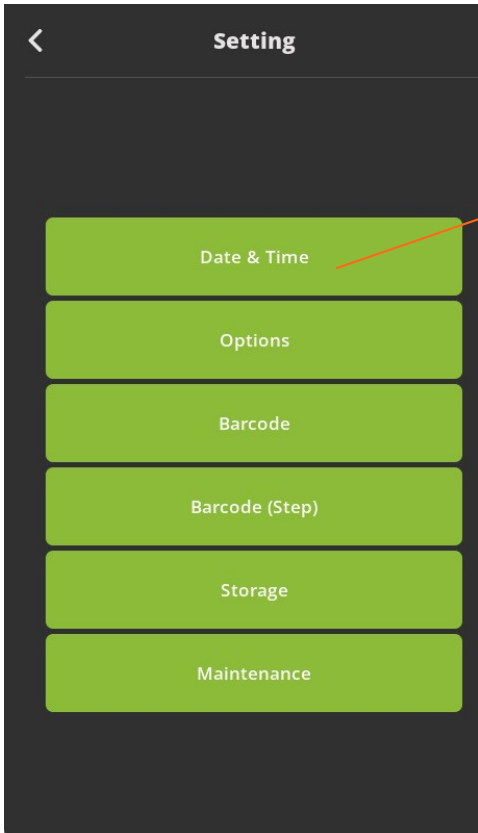 Setting
Date & Time
Options
Barcode
Barcode (Step)
Storage
Maintenance